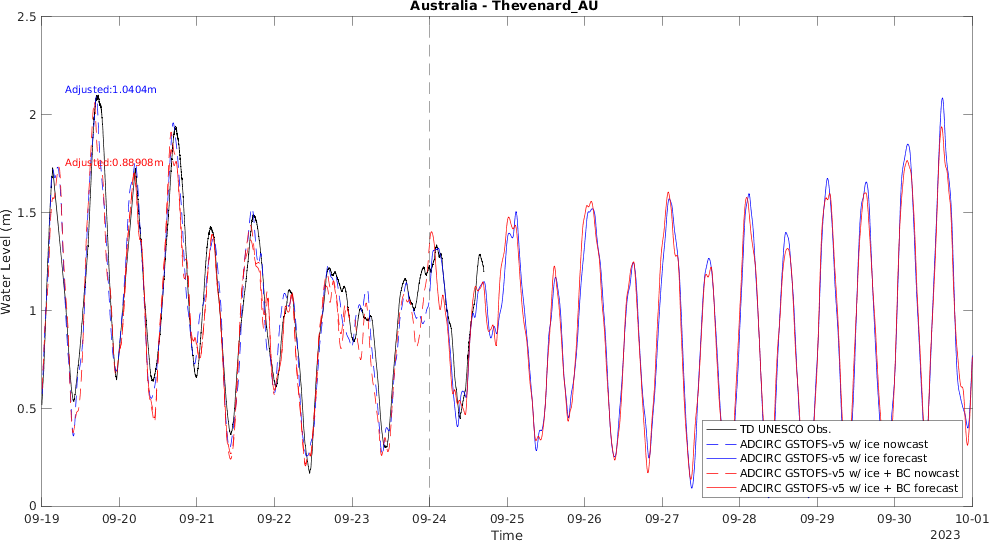 Australia - Thevenard_AU
2.5
Adjusted:1.0404m
2
Adjusted:0.88908m
1.5
Water Level (m)
1
0.5
TD UNESCO Obs.
ADCIRC GSTOFS-v5 w/ ice nowcast
ADCIRC GSTOFS-v5 w/ ice forecast
ADCIRC GSTOFS-v5 w/ ice + BC nowcast
ADCIRC GSTOFS-v5 w/ ice + BC forecast
0
09-19 09-20 09-21 09-22 09-23 09-24 09-25 09-26 09-27 09-28 09-29 09-30 10-01
Time
2023